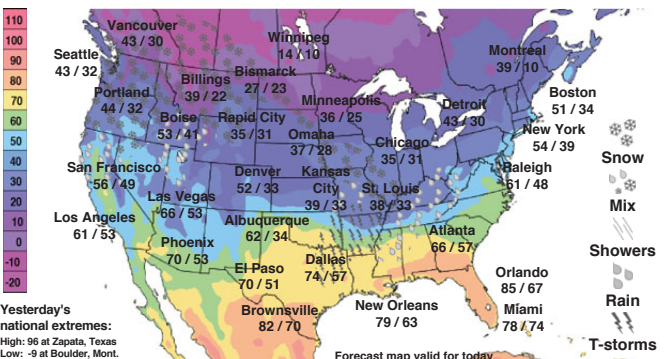 110
100
90
80
70
60
50
40
30
20
10
0
-10
-20
Vancouver
43 / 30
Winnipeg
14 / 10
Seattle
43 / 32
Montreal
39 / 10
Billings
39 / 22
Bismarck
27 / 23
Portland
44 / 32
Minneapolis
36 / 25
Detroit
43 / 30
Boston
51 / 34
Boise
53 / 41
Rapid City
35 / 31
New York
54 / 39
Omaha
37 / 28
Chicago
35 / 31
San Francisco
56 / 49
Denver
52 / 33
Kansas
City
39 / 33
St. Louis
38 / 33
Raleigh
61 / 48
Las Vegas
66 / 53
Los Angeles
61 / 53
Albuquerque
62 / 34
Atlanta
66 / 57
Phoenix
70 / 53
El Paso
70 / 51
Dallas
74 / 57
Orlando
85 / 67
Brownsville
82 / 70
New Orleans
79 / 63
Miami
78 / 74
Snow
Mix
Showers
Rain
T-storms
Yesterday's
national extremes:
High: 96 at Zapata, Texas
Low: -9 at Boulder, Mont.
Forecast map valid for today